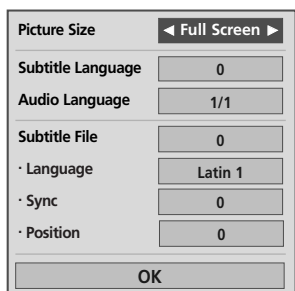 Picture Size ◄ Full Screen ►
Subtitle Language 0
Audio Language 1/1
Subtitle File 0
· Language Latin 1
· Sync 0
· Position 0
OK